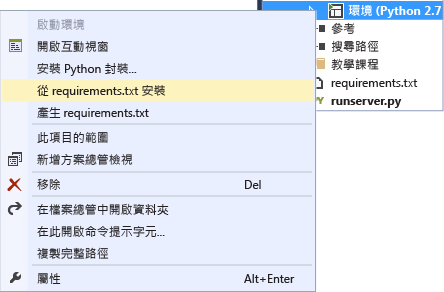 啟動環境
開啟互動視窗
安裝 Python 封裝...
從 requirements.txt 安裝
產生 requirements.txt
此項目的範圍
新增方案總管檢視
移除 Del
在檔案總管中開啟資料夾
在此開啟命令提示字元...
複製完整路徑
屬性 Alt+Enter
環境 (Python 2.7
參考
搜尋路徑
教學課程
requirements.txt
runserver.py